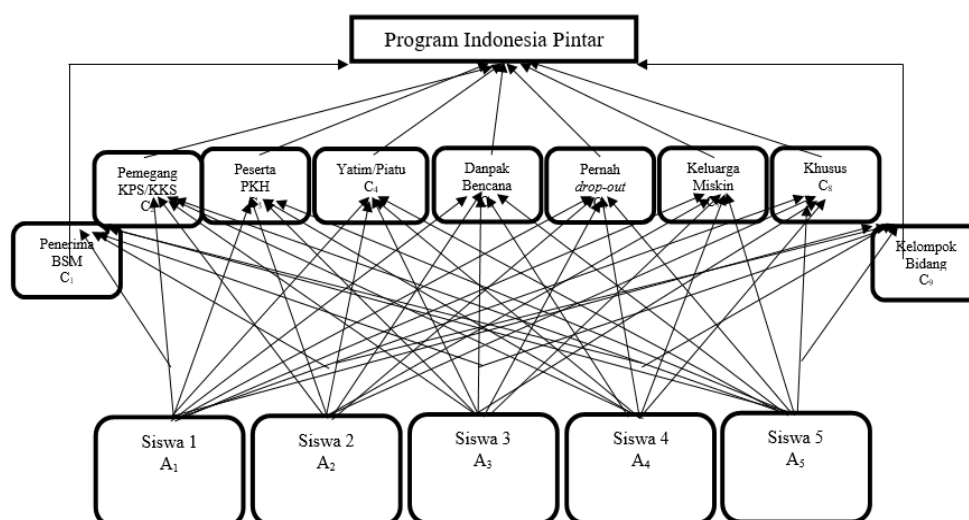 Program Indonesia Pintar
Pemegang
KPS/KKS
Peserta
PKH
Yatim/Piatu
C₄
Danpak
Bencana
Pernah
drop-out
Keluarga
Miskin
Khusus
C₈
Penerima
BSM
C₁
Kelompok
Bidang
C₉
Siswa 1
A₁
Siswa 2
A₂
Siswa 3
A₃
Siswa 4
A₄
Siswa 5
A₅